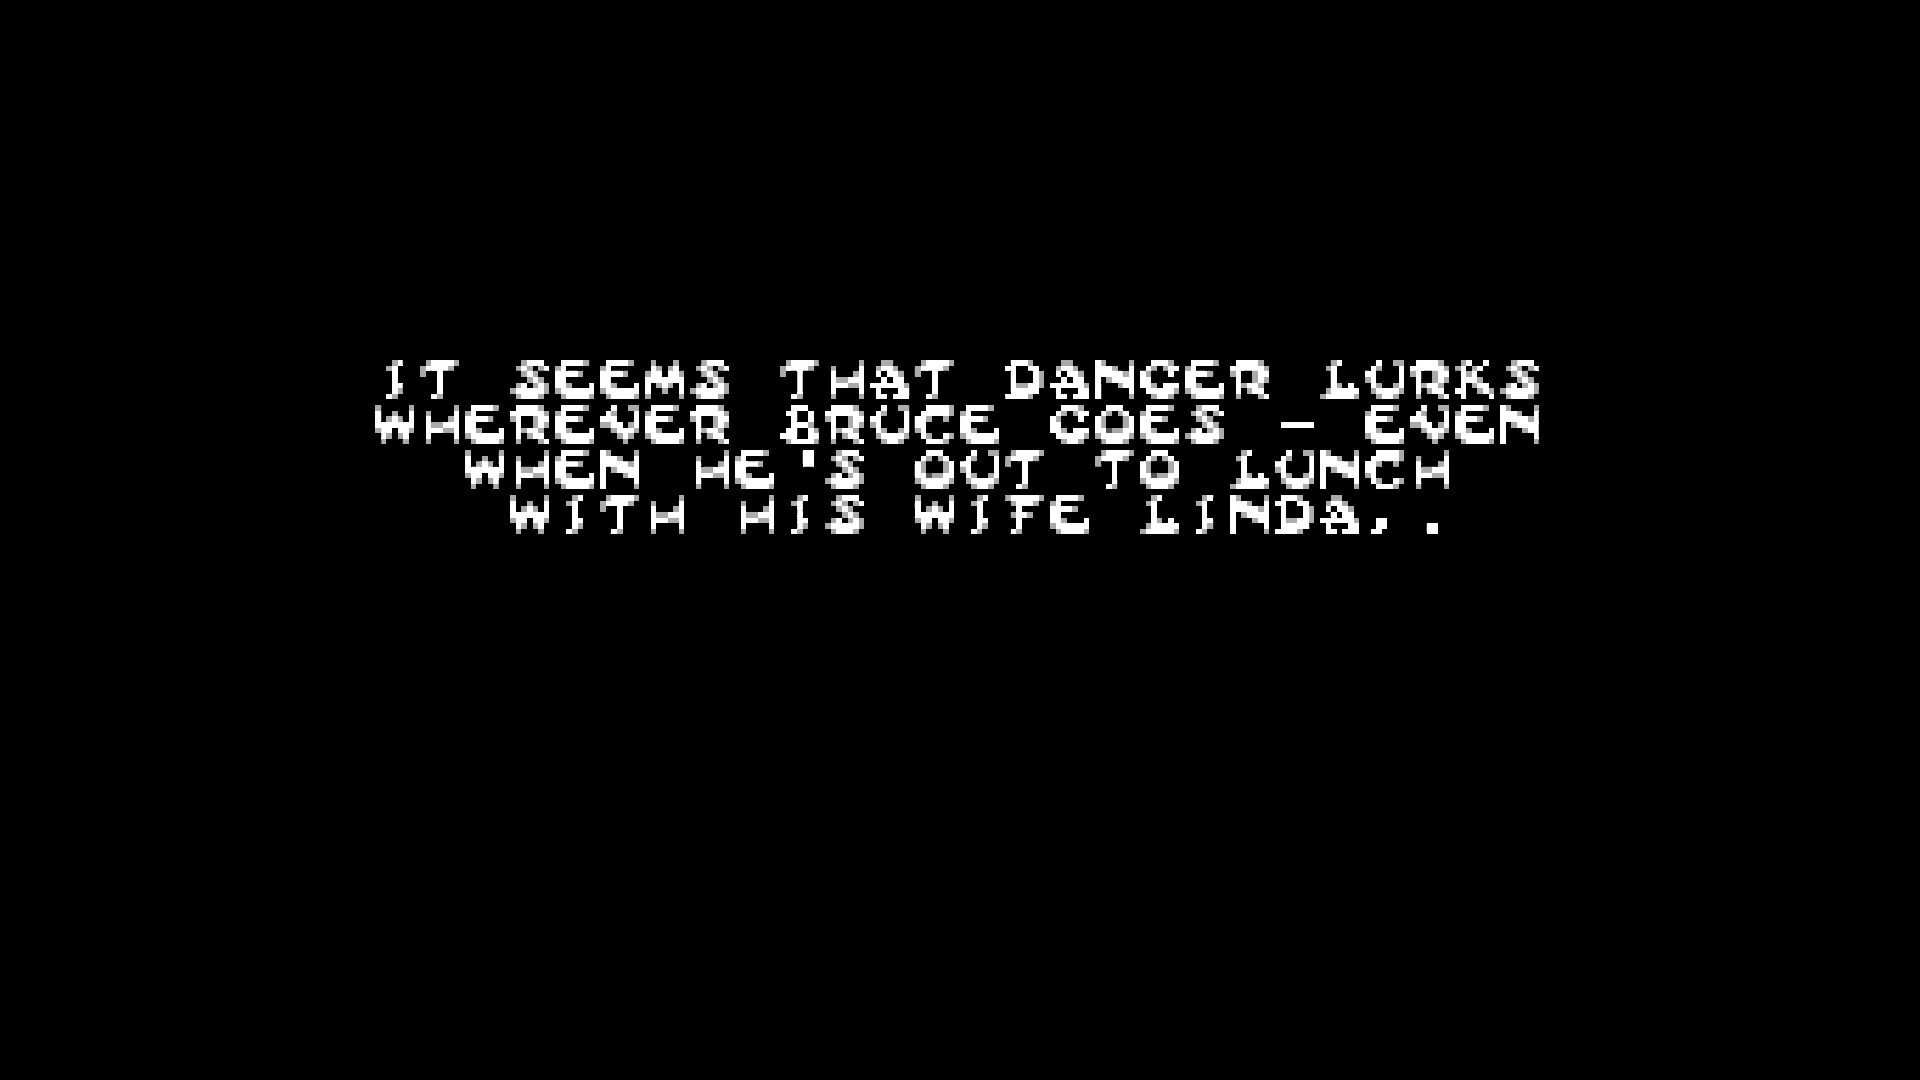 IT SEEMS THAT DANGER LURKS
WHEREVER BRUCE GOES - EVEN
WHEN HE'S OUT TO LUNCH
WITH HIS WIFE LINDA, .